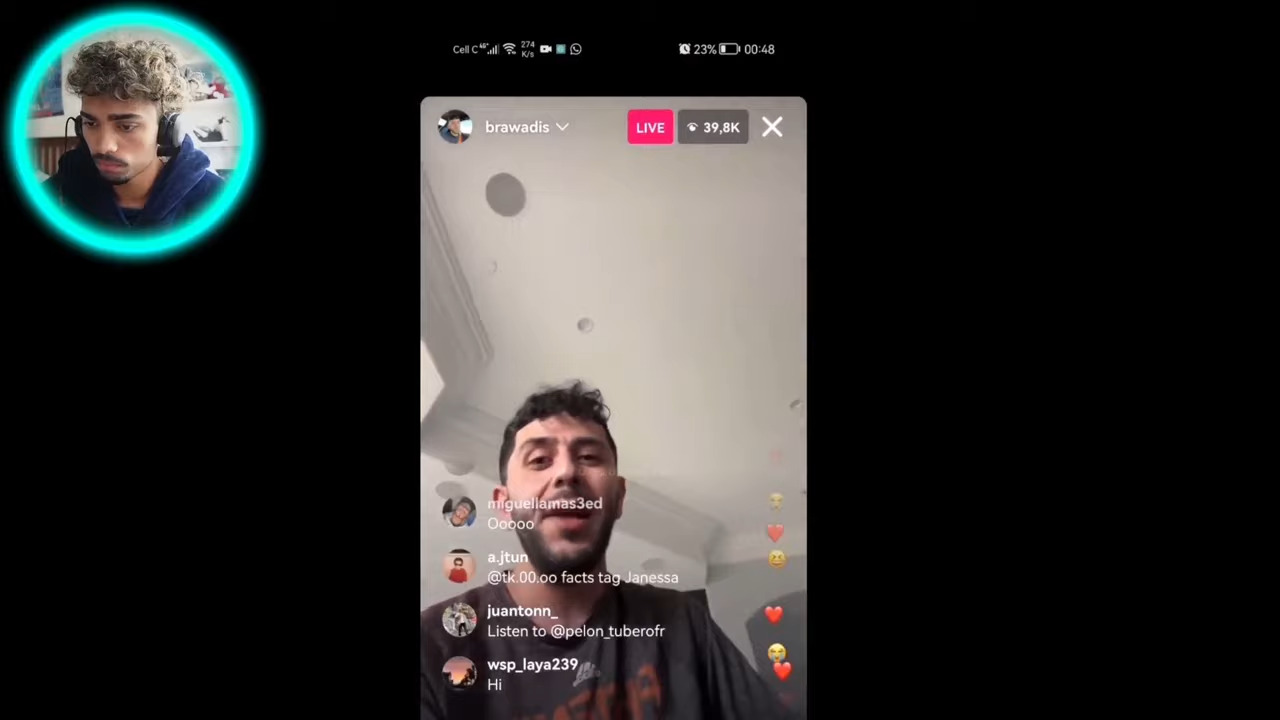 Cell C 4G 274 K/s 23% 00:48
brawadis LIVE 39,8K
miguellamas3ed
Ooooo
a.jtun
@tk.00.oo facts tag Janessa
juantonn_
Listen to @pelon_tuberofr
wsp_laya239
Hi